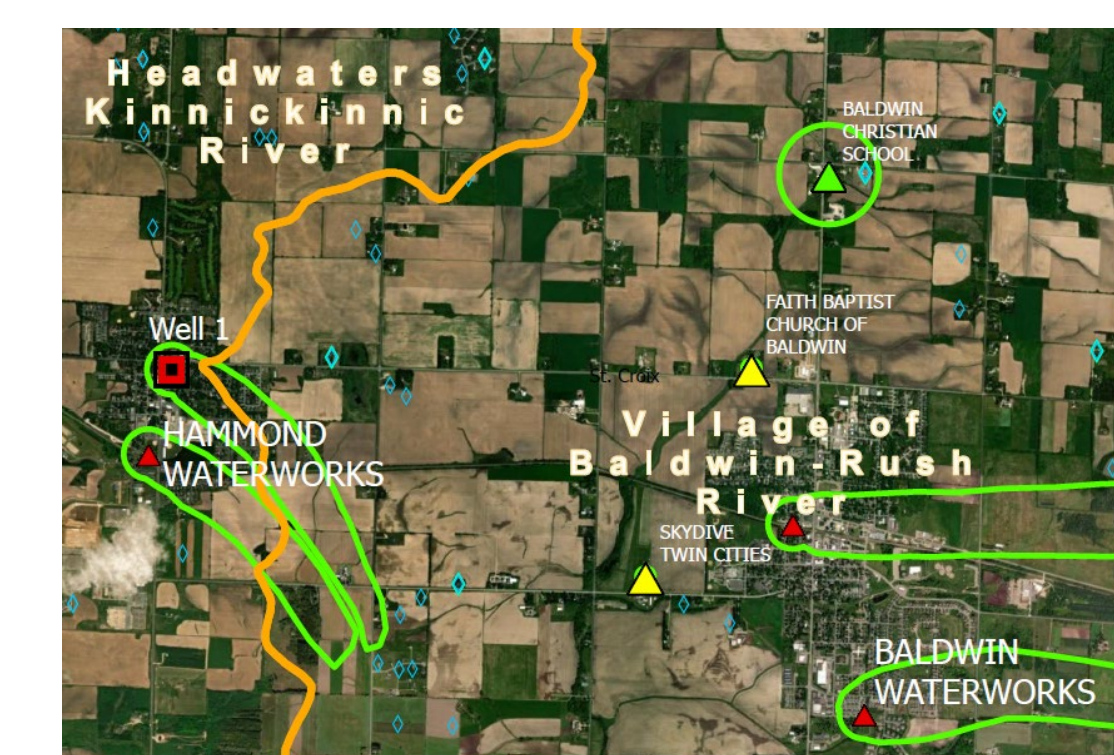 Headwaters
Kinnickinnic
River
BALDWIN
CHRISTIAN
SCHOOL
Well 1
FAITH BAPTIST
CHURCH OF
BALDWIN
St. Croix
HAMMOND
WATERWORKS
Village of
Baldwin-Rush
River
SKYDIVE
TWIN CITIES
BALDWIN
WATERWORKS